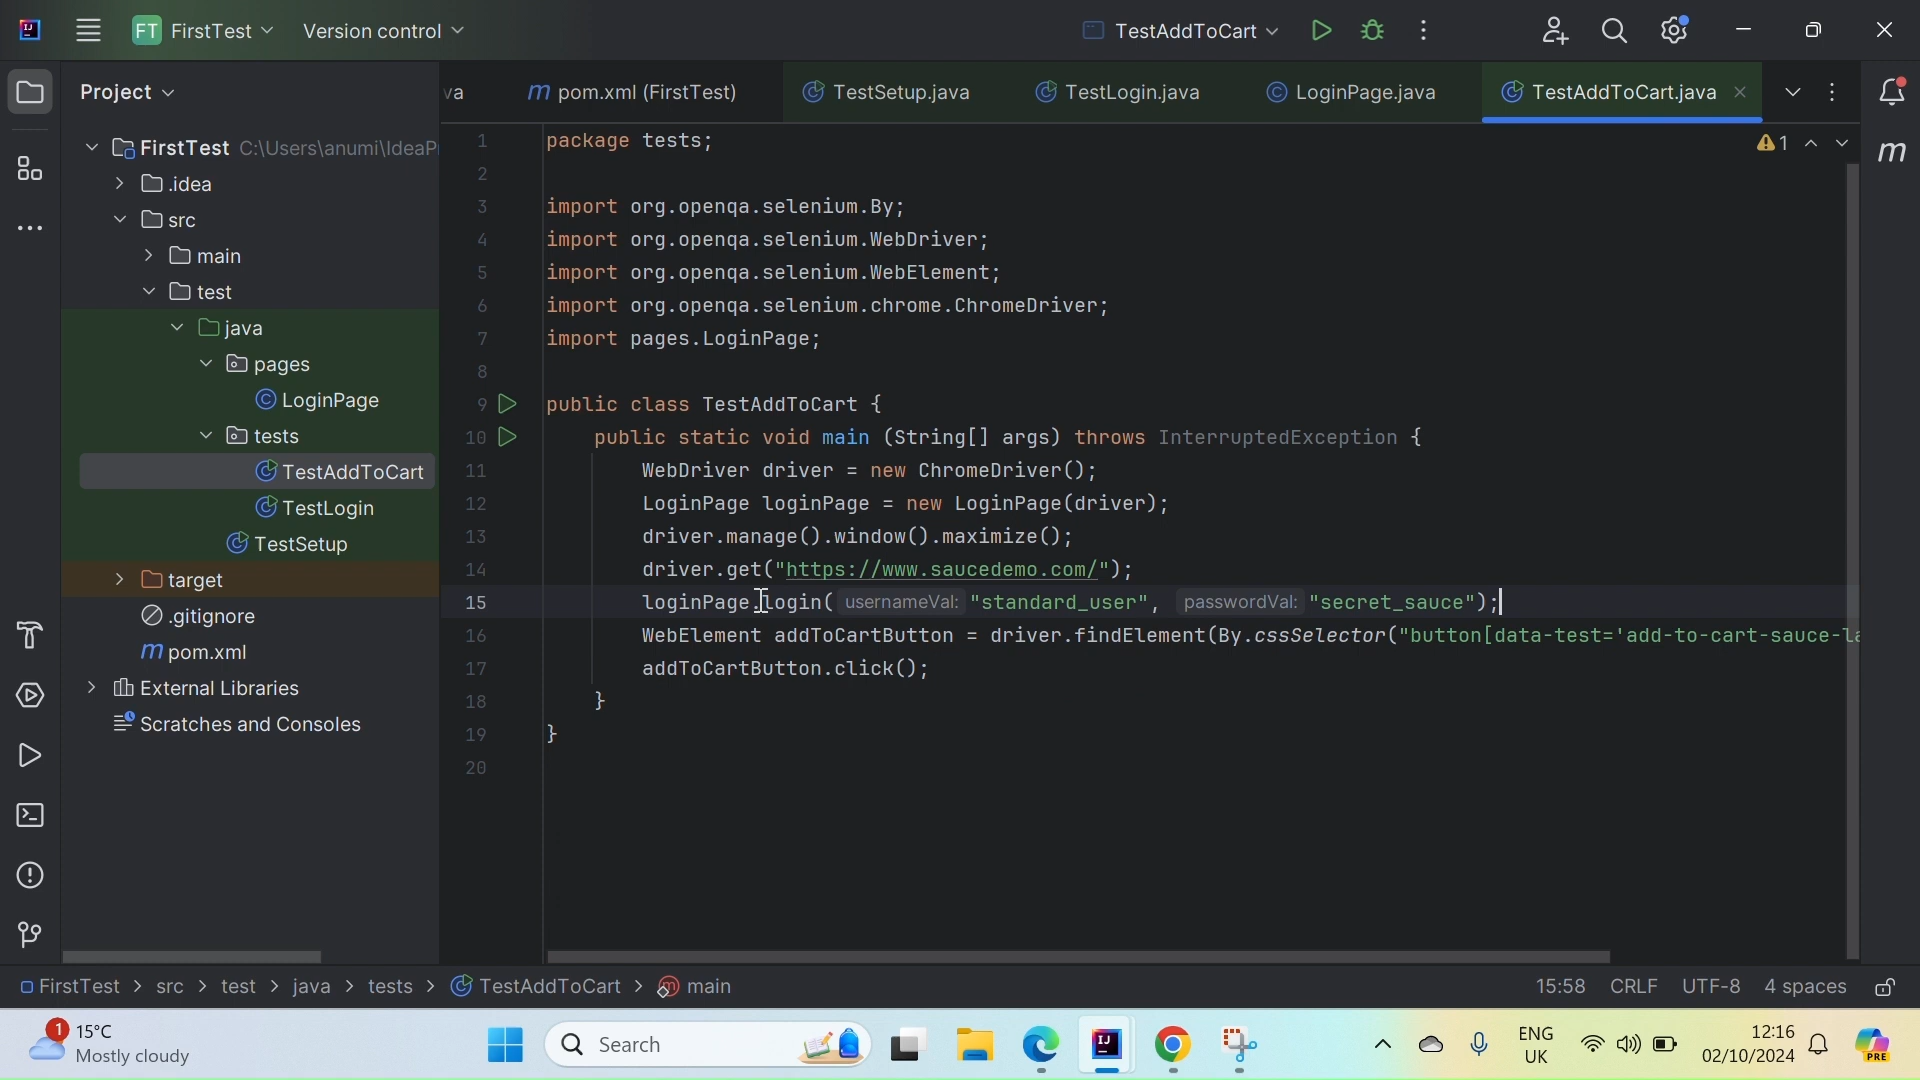 FT FirstTest Version control TestAddToCart
Project
va pom.xml (FirstTest) TestSetup.java TestLogin.java LoginPage.java TestAddToCart.java
FirstTest C:\Users\anumi\IdeaP
.idea
src
main
test
java
pages
LoginPage
tests
TestAddToCart
TestLogin
TestSetup
target
.gitignore
pom.xml
External Libraries
Scratches and Consoles
1 package tests;
2
3 import org.openqa.selenium.By;
4 import org.openqa.selenium.WebDriver;
5 import org.openqa.selenium.WebElement;
6 import org.openqa.selenium.chrome.ChromeDriver;
7 import pages.LoginPage;
8
9 public class TestAddToCart {
10 public static void main (String[] args) throws InterruptedException {
11 WebDriver driver = new ChromeDriver();
12 LoginPage loginPage = new LoginPage(driver);
13 driver.manage().window().maximize();
14 driver.get("https://www.saucedemo.com/");
15 loginPage.login( usernameVal: "standard_user", passwordVal: "secret_sauce");
16 WebElement addToCartButton = driver.findElement(By.cssSelector("button[data-test='add-to-cart-sauce-la
17 addToCartButton.click();
18 }
19 }
20
1
m
FirstTest > src > test > java > tests > TestAddToCart > main 15:58 CRLF UTF-8 4 spaces
1 15°C
Mostly cloudy
Search
ENG
UK
12:16
02/10/2024
PRE